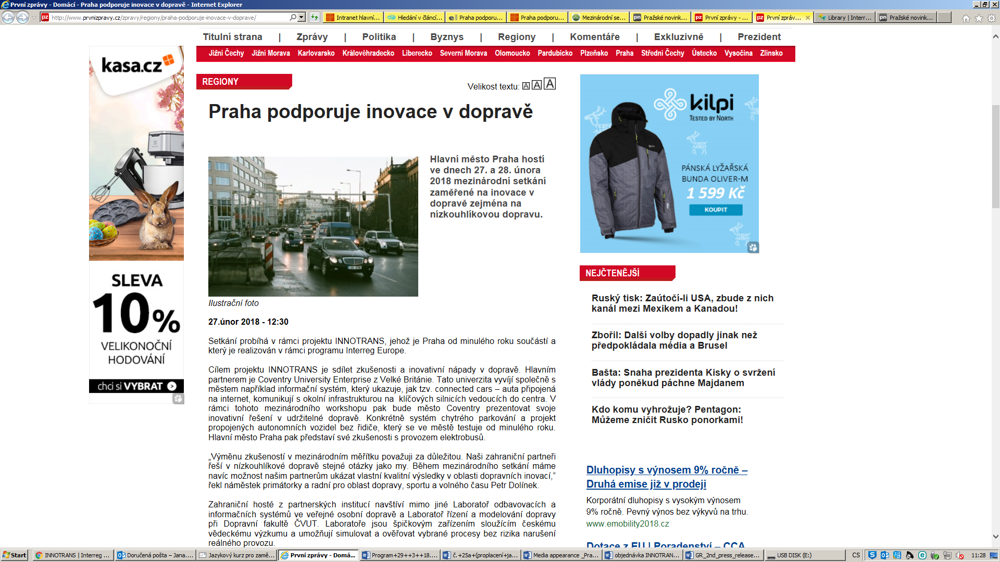 První zprávy - Domácí - Praha podporuje inovace v dopravě - Internet Explorer
http://www.prvnizpravy.cz/zpravy/regiony/praha-podporuje-inovace-v-doprave/
Intranet hlavní...
Hledání v článcí...
Praha podporu...
Praha podporu...
Mezinárodní se...
Pražské novink...
První zprávy - ...
První zpráv...
Library | Interr...
Pražské novink...
Titulní strana | Zprávy | Politika | Byznys | Regiony | Komentáře | Exkluzivně | Prezident
Jižní Čechy Jižní Morava Karlovarsko Královéhradecko Liberecko Severní Morava Olomoucko Pardubicko Plzeňsko Praha Střední Čechy Ústecko Vysočina Zlínsko
kasa.cz
SLEVA
10%
VELIKONOČNÍ
HODOVÁNÍ
chci si VYBRAT
REGIONY
Velikost textu: A A A
Praha podporuje inovace v dopravě
Hlavní město Praha hostí
ve dnech 27. a 28. února
2018 mezinárodní setkání
zaměřené na inovace v
dopravě zejména na
nízkouhlíkovou dopravu.
Ilustrační foto
27.únor 2018 - 12:30
Setkání probíhá v rámci projektu INNOTRANS, jehož je Praha od minulého roku součástí a
který je realizován v rámci programu Interreg Europe.
Cílem projektu INNOTRANS je sdílet zkušenosti a inovativní nápady v dopravě. Hlavním
partnerem je Coventry University Enterprise z Velké Británie. Tato univerzita vyvíjí společně s
městem například informační systém, který ukazuje, jak tzv. connected cars – auta připojená
na internet, komunikují s okolní infrastrukturou na klíčových silnicích vedoucích do centra. V
rámci tohoto mezinárodního workshopu pak bude město Coventry prezentovat svoje
inovativní řešení v udržitelné dopravě. Konkrétně systém chytrého parkování a projekt
propojených autonomních vozidel bez řidiče, který se ve městě testuje od minulého roku.
Hlavní město Praha pak představí své zkušenosti s provozem elektrobusů.
„Výměnu zkušeností v mezinárodním měřítku považuji za důležitou. Naši zahraniční partneři
řeší v nízkouhlíkové dopravě stejné otázky jako my. Během mezinárodního setkání máme
navíc možnost našim partnerům ukázat vlastní kvalitní výsledky v oblasti dopravních inovací,“
řekl náměstek primátorky a radní pro oblast dopravy, sportu a volného času Petr Dolínek.
Zahraniční hosté z partnerských institucí navštíví mimo jiné Laboratoř odbavovacích a
informačních systémů ve veřejné osobní dopravě a Laboratoř řízení a modelování dopravy
při Dopravní fakultě ČVUT. Laboratoře jsou špičkovým zařízením sloužícím českému
vědeckému výzkumu a umožňují simulovat a ověřovat vybrané procesy bez rizika narušení
reálného provozu.
kilpi
TESTED BY NORTH
PÁNSKÁ LYŽAŘSKÁ
BUNDA OLIVER-M
1 599 Kč
KOUPIT
NEJČTENĚJŠÍ
Ruský tisk: Zaútočí-li USA, zbude z nich
kanál mezi Mexikem a Kanadou!
Zbořil: Další volby dopadly jinak než
předpokládala média a Brusel
Bašta: Snaha prezidenta Kisky o svržení
vlády poněkud páchne Majdanem
Kdo komu vyhrožuje? Pentagon:
Můžeme zničit Rusko ponorkami!
Dluhopisy s výnosem 9% ročně –
Druhá emise již v prodeji
Korporátní dluhopisy s vysokým výnosem
9% ročně. Pevný výnos bez výkyvů na trhu.
www.emobility2018.cz
Dotace z EU | Poradenství – CCA
Start
INNOTRANS | Interreg ...
Doručená pošta – Jana....
Jazykový kurz pro zamě...
První zprávy - Domá...
Program+29++3++18....
č.+25a+(proplacení+ja...
Media appearance _Pra...
objednávka INNOTRAN...
GR_2nd_press_release...
USB DISK (E:)
CS
11:28